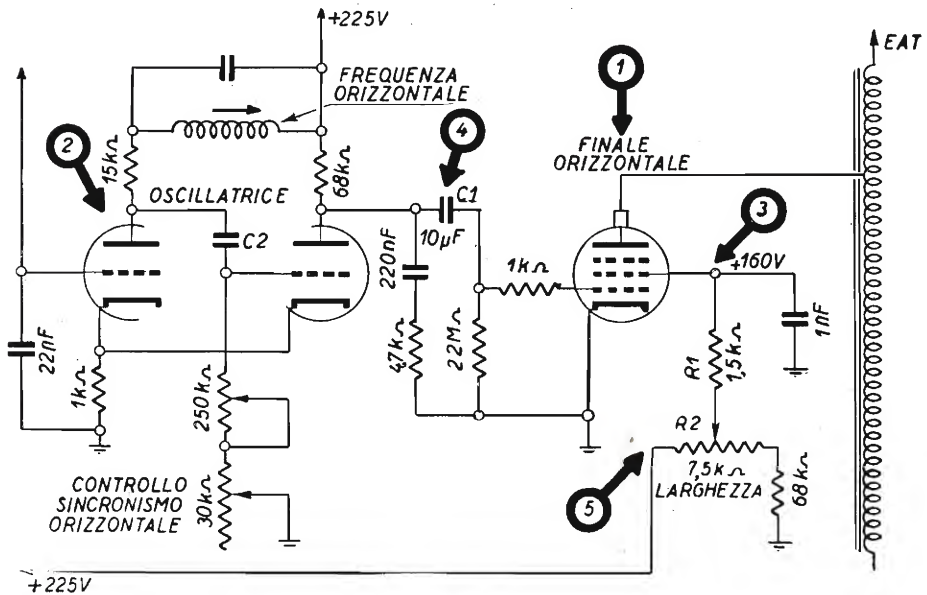 +225V
EAT
FREQUENZA
ORIZZONTALE
1
2
4
FINALE
ORIZZONTALE
15kΩ
68kΩ
OSCILLATRICE
C1
3
C2
10µF
+160V
220nF
1kΩ
22nF
1kΩ
4,7kΩ
22MΩ
R1
1,5kΩ
1nF
250kΩ
R2
7,5kΩ
LARGHEZZA
68kΩ
5
CONTROLLO
SINCRONISMO
ORIZZONTALE
30kΩ
+225V